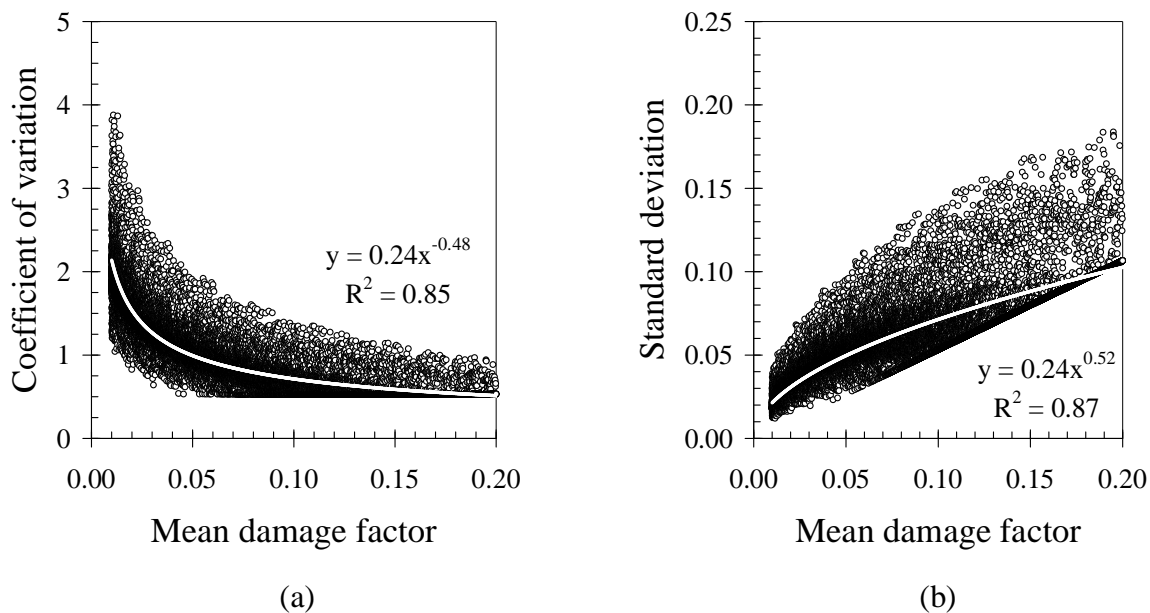 Coefficient of variation
5
4
3
2
1
0
y = 0.24x^-0.48
R^2 = 0.85
0.00 0.05 0.10 0.15 0.20
Mean damage factor
(a)
Standard deviation
0.25
0.20
0.15
0.10
0.05
0.00
y = 0.24x^0.52
R^2 = 0.87
0.00 0.05 0.10 0.15 0.20
Mean damage factor
(b)